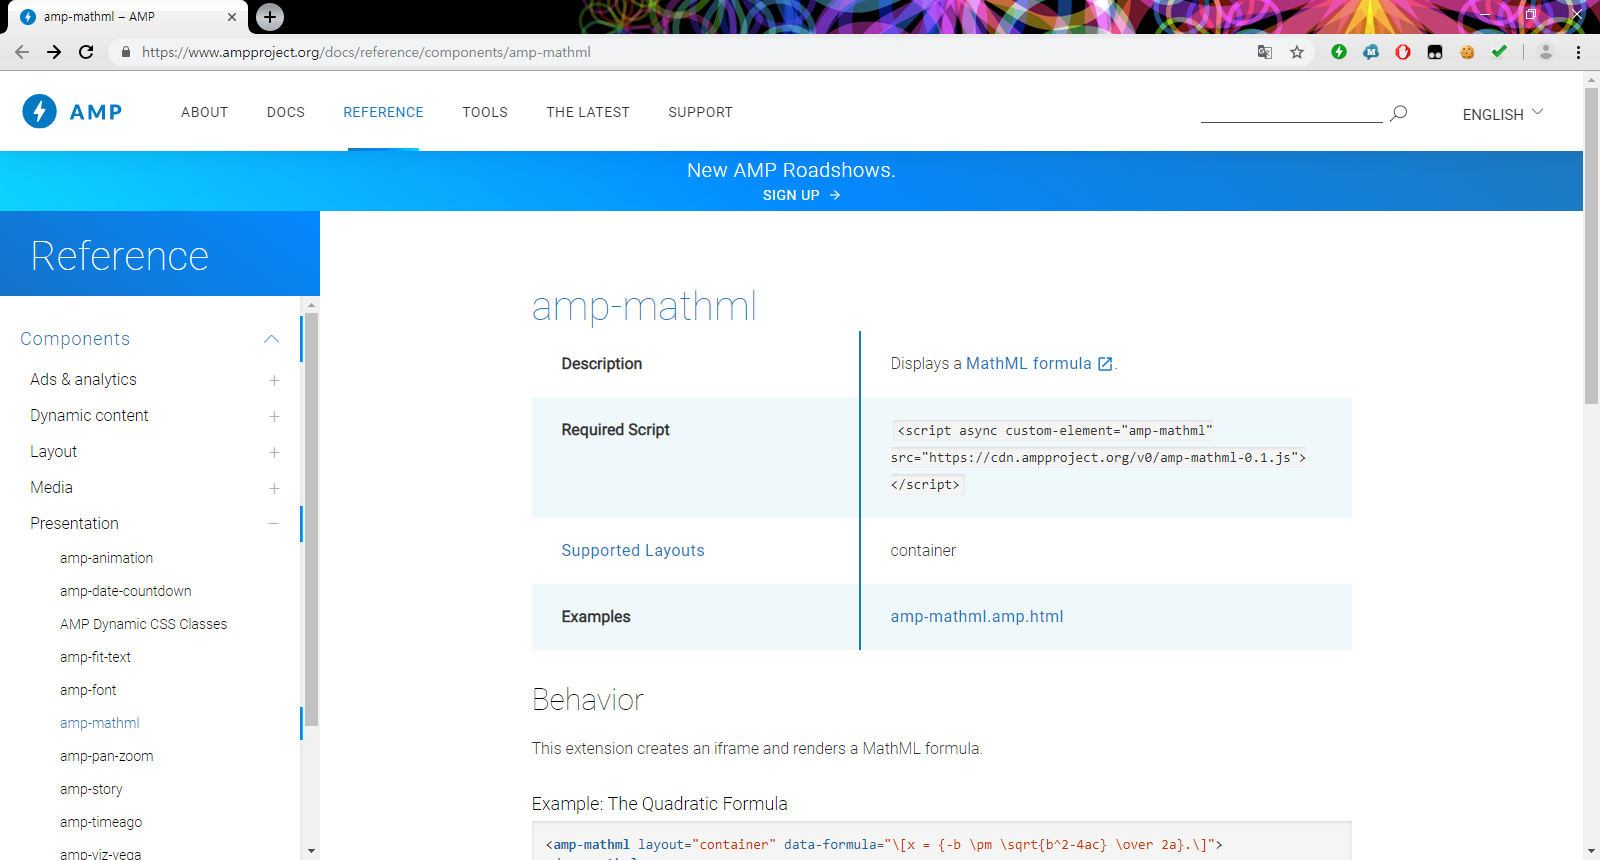 amp-mathml – AMP
https://www.ampproject.org/docs/reference/components/amp-mathml
AMP
ABOUT
DOCS
REFERENCE
TOOLS
THE LATEST
SUPPORT
ENGLISH
New AMP Roadshows.
SIGN UP
Reference
Components
Ads & analytics
Dynamic content
Layout
Media
Presentation
amp-animation
amp-date-countdown
AMP Dynamic CSS Classes
amp-fit-text
amp-font
amp-mathml
amp-pan-zoom
amp-story
amp-timeago
amp-viz-vega
amp-mathml
Description
Displays a MathML formula.
Required Script
<script async custom-element="amp-mathml"
src="https://cdn.ampproject.org/v0/amp-mathml-0.1.js">
</script>
Supported Layouts
container
Examples
amp-mathml.amp.html
Behavior
This extension creates an iframe and renders a MathML formula.
Example: The Quadratic Formula
<amp-mathml layout="container" data-formula="\[x = {-b \pm \sqrt{b^2-4ac} \over 2a}.\]">